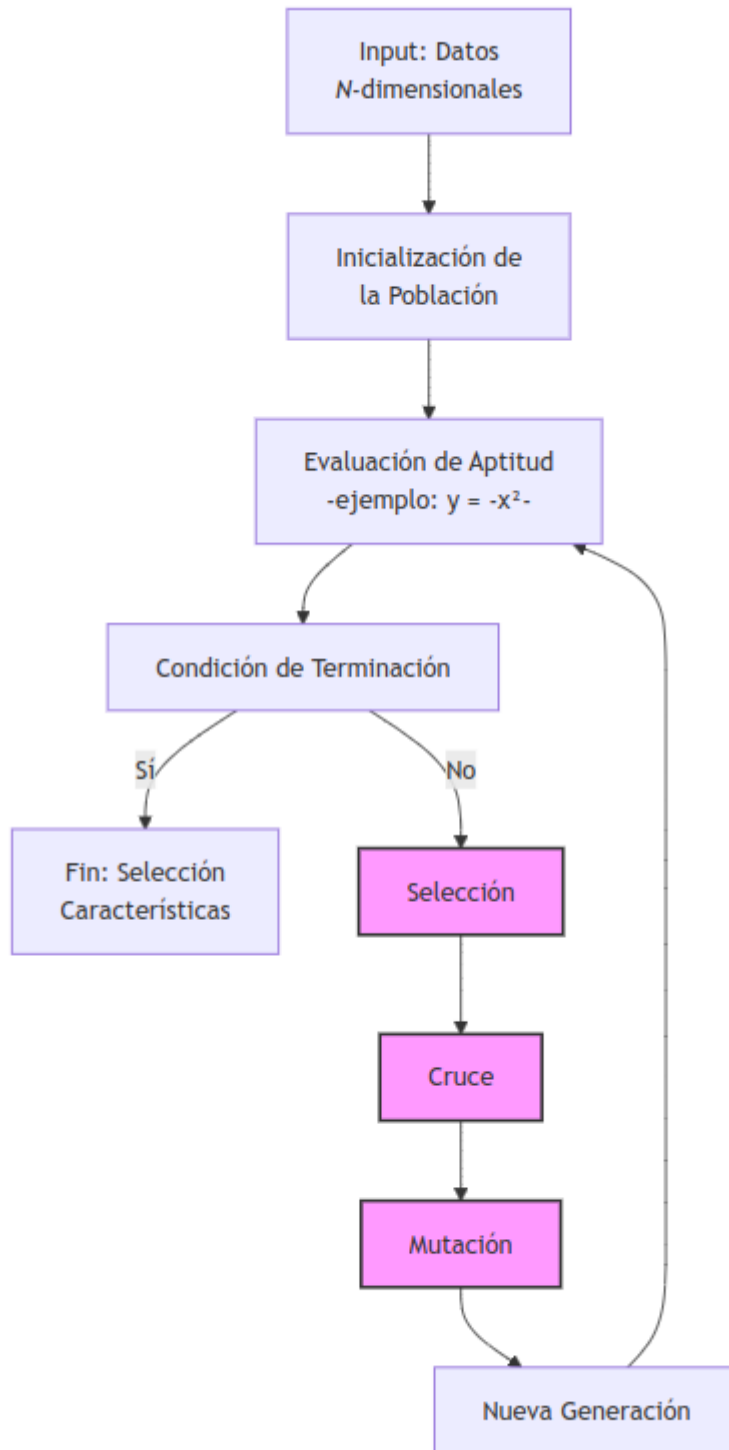 Input: Datos
N-dimensionales
Inicialización de
la Población
Evaluación de Aptitud
-ejemplo: y = -x²-
Condición de Terminación
Sí
No
Fin: Selección
Características
Selección
Cruce
Mutación
Nueva Generación